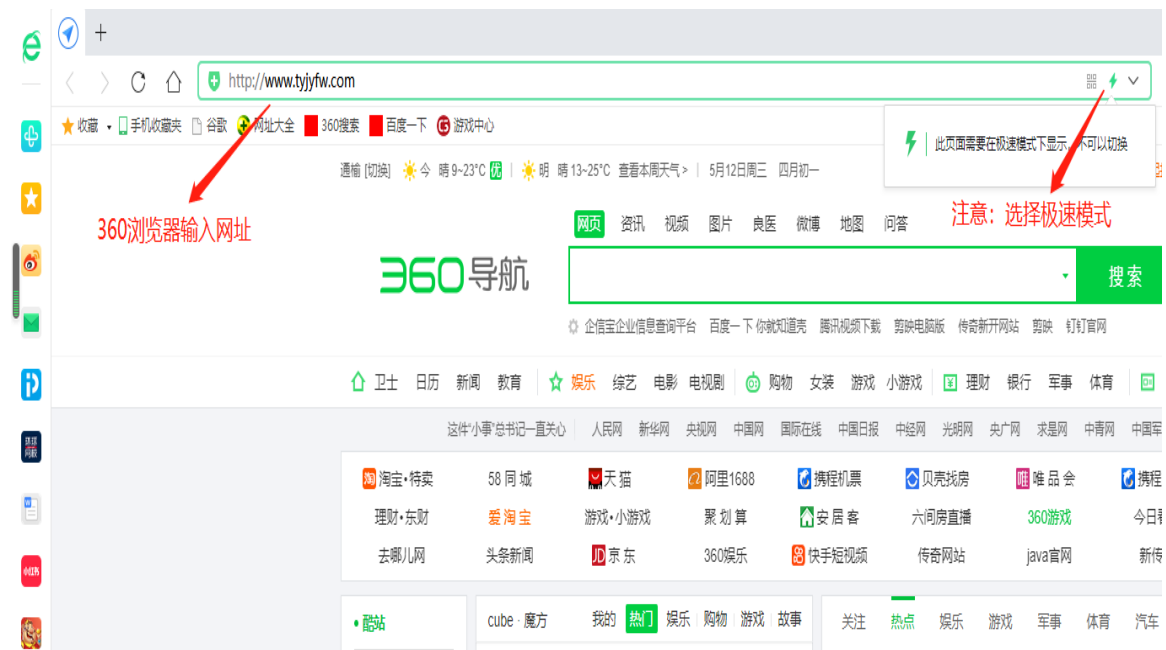 http://www.tyjyfw.com
收藏 手机收藏夹 谷歌 网址大全 360搜索 百度一下 游戏中心
此页面需要在极速模式下显示，不可以切换
通榆 [切换] 今 晴 9~23°C 优 明 晴 13~25°C 查看本周天气 > 5月12日周三 四月初一
360浏览器输入网址
注意：选择极速模式
网页 资讯 视频 图片 良医 微博 地图 问答
360导航
搜索
企信宝企业信息查询平台 百度一下你就知道壳 腾讯视频下载 剪映电脑版 传奇新开网站 剪映 钉钉官网
卫士 日历 新闻 教育 娱乐 综艺 电影 电视剧 购物 女装 游戏 小游戏 理财 银行 军事 体育
这件“小事”总书记一直关心 人民网 新华网 央视网 中国网 国际在线 中国日报 中经网 光明网 央广网 求是网 中青网 中国军
淘 淘宝•特卖 58同城 天猫 阿里1688 携程机票 贝壳找房 唯 唯品会 携程
理财•东财 爱淘宝 游戏•小游戏 聚划算 安居客 六间房直播 360游戏 今日
去哪儿网 头条新闻 JD 京东 360娱乐 快手短视频 传奇网站 java官网 新传
小红书
• 酷站 cube · 魔方 我的 热门 娱乐 购物 游戏 故事 关注 热点 娱乐 游戏 军事 体育 汽车